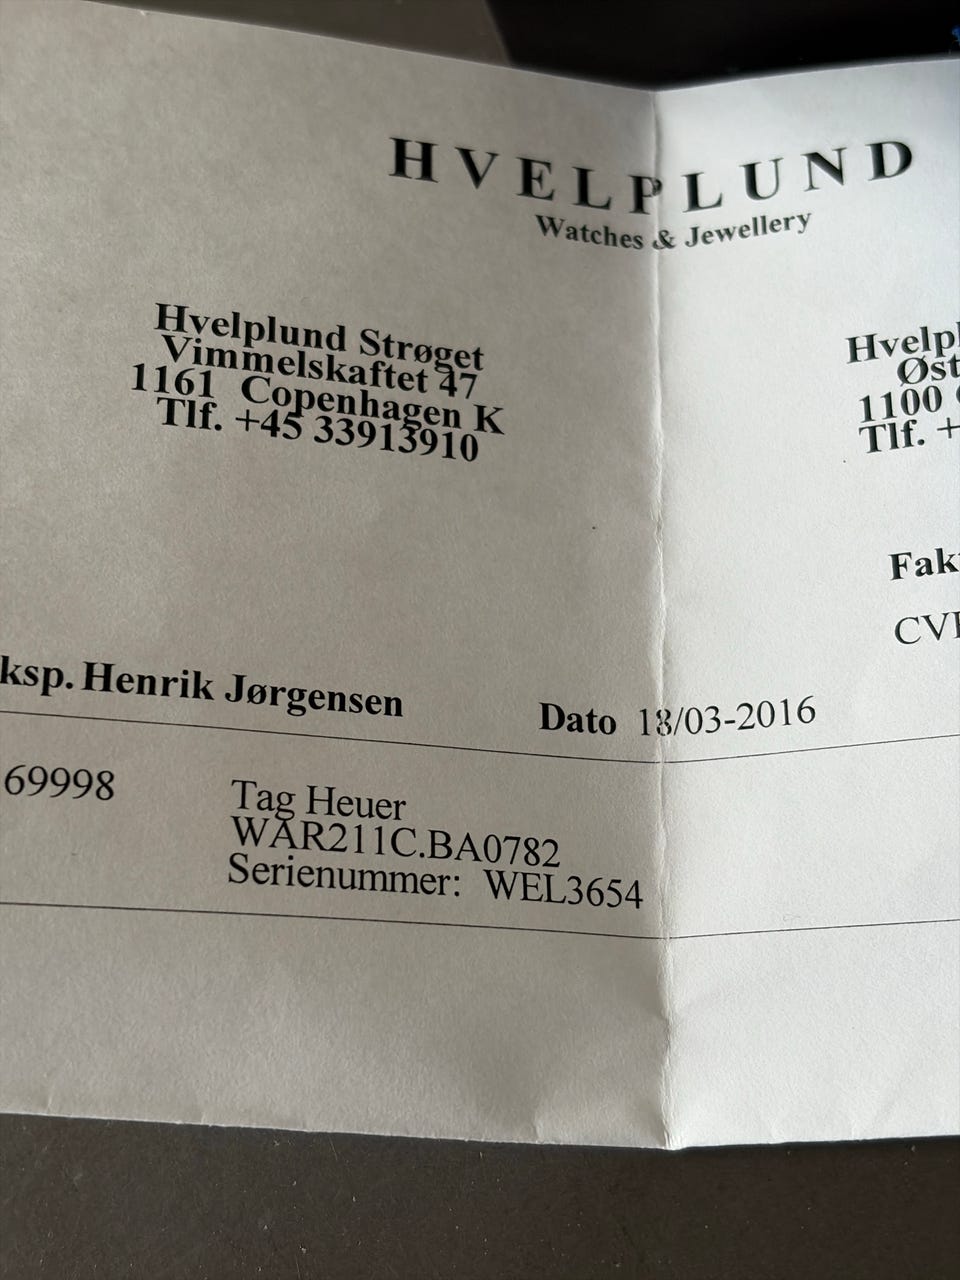 HVELPLUND
Watches & Jewellery
Hvelplund Strøget
Vimmelskaftet 47
1161 Copenhagen K
Tlf. +45 33913910
Hvelpl
Øst
1100
Tlf. +
Fak
CV
ksp. Henrik Jørgensen
Dato 18/03-2016
69998
Tag Heuer
WAR211C.BA0782
Serienummer: WEL3654